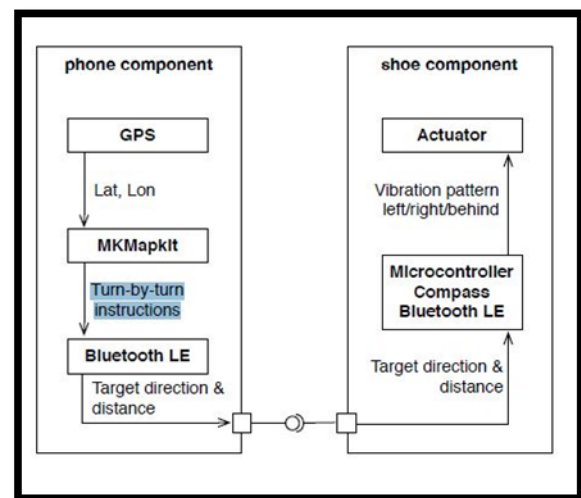 phone component
GPS
Lat, Lon
MKMapkit
Turn-by-turn
instructions
Bluetooth LE
Target direction &
distance
shoe component
Actuator
Vibration pattern
left/right/behind
Microcontroller
Compass
Bluetooth LE
Target direction &
distance